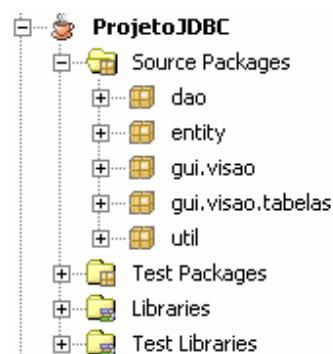 ProjetoJDBC
Source Packages
dao
entity
gui.visao
gui.visao.tabelas
util
Test Packages
Libraries
Test Libraries